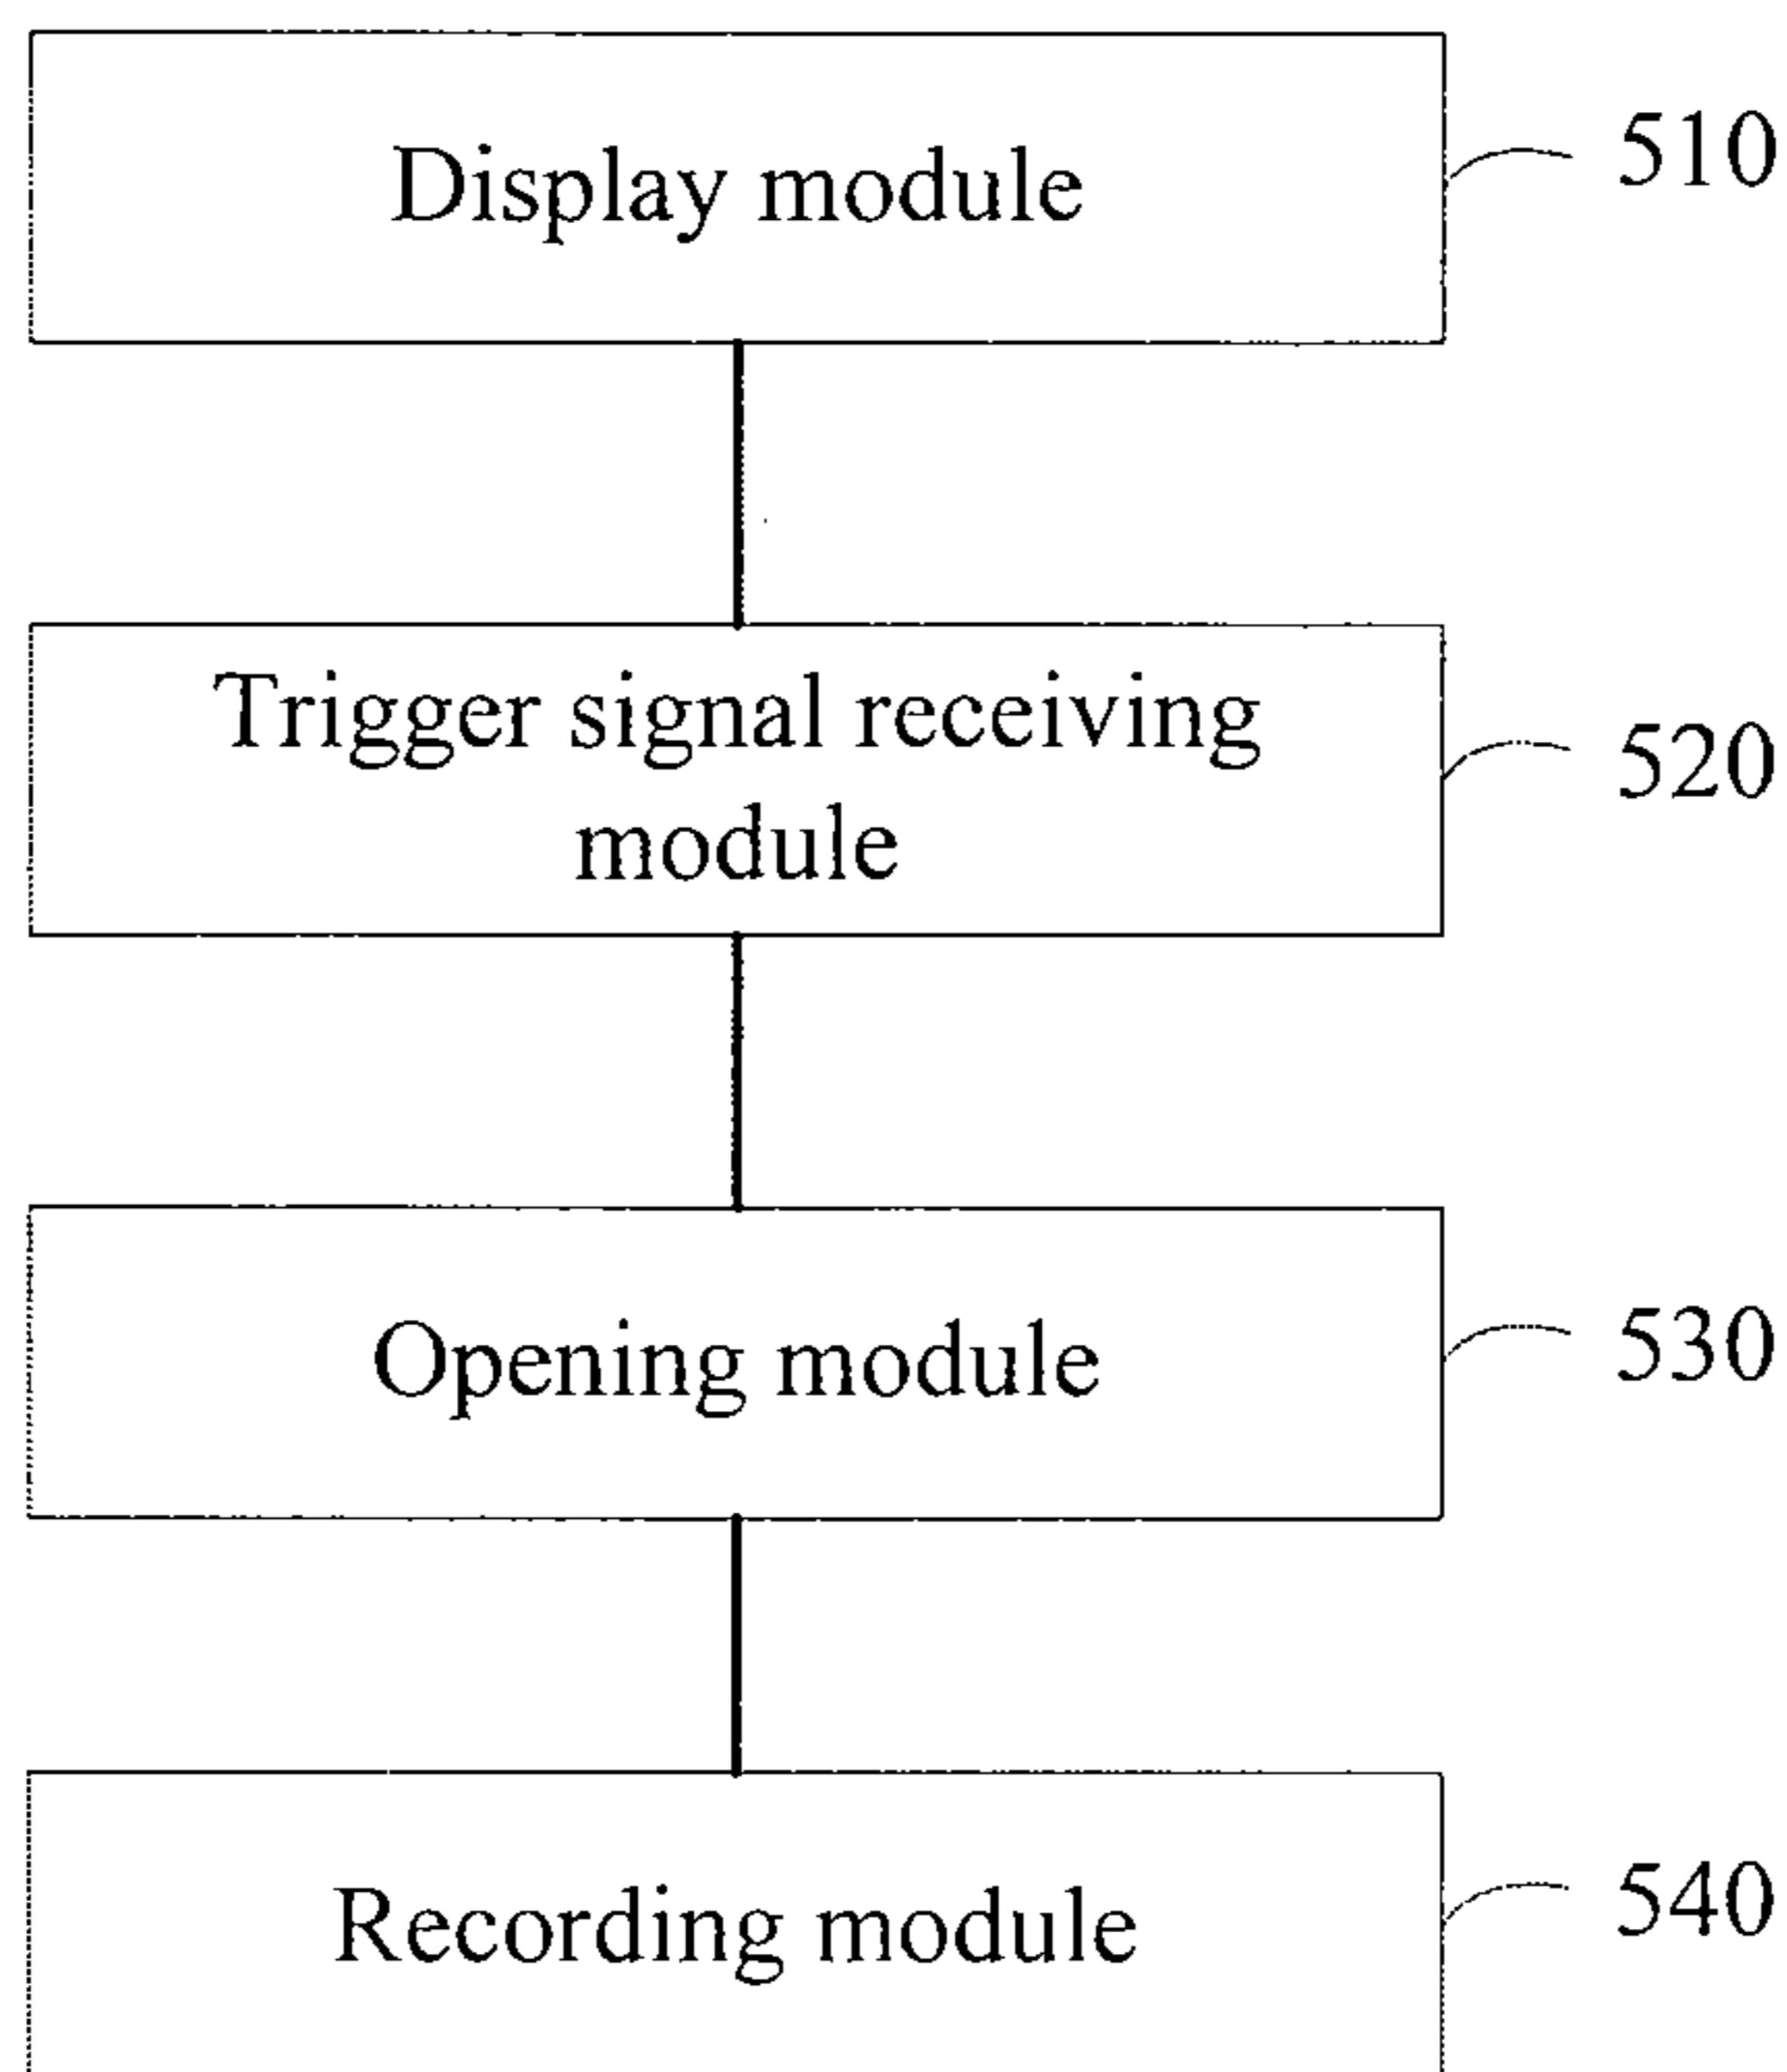 Display module
510
Trigger signal receiving
module
520
Opening module
530
Recording module
540